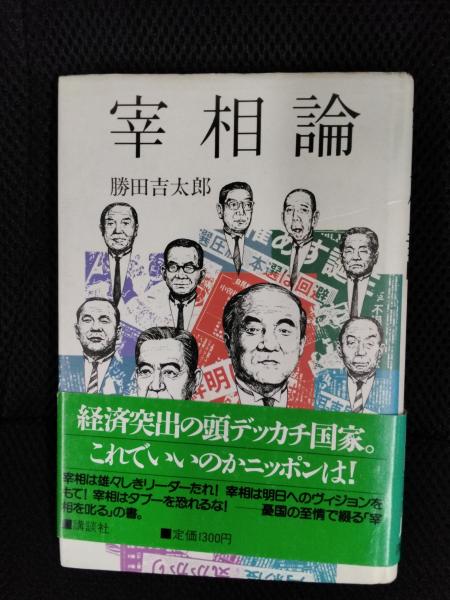 宰相論
勝田吉太郎
経済突出の頭デッカチ国家。
これでいいのかニッポンは!
宰相は雄々しきリーダーたれ! 宰相は明日へのヴィジョンを
もて! 宰相はタブーを恐れるな! ——憂国の至情で綴る「宰
相を叱る」の書。
■講談社 ■定価1300円